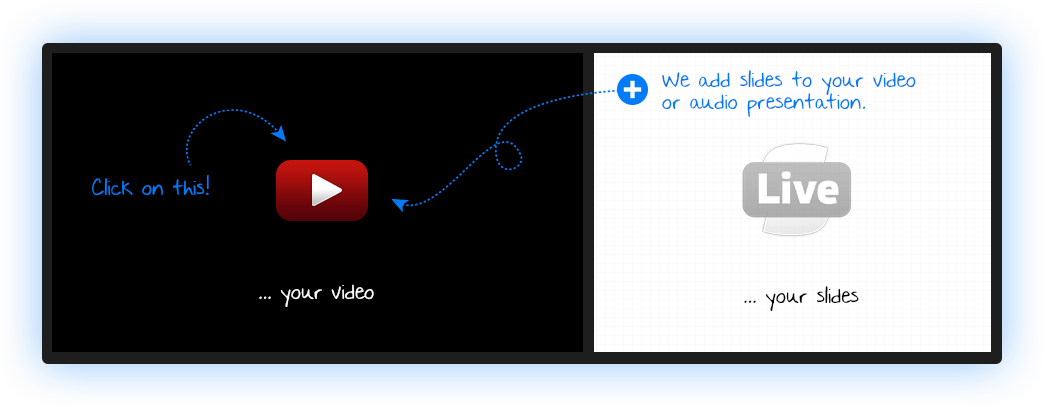 Click on this!
... your video
We add slides to your video
or audio presentation.
Live
... your slides